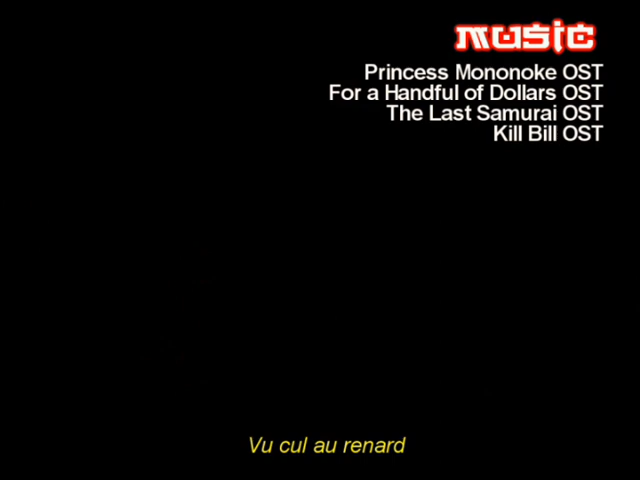 music
Princess Mononoke OST
For a Handful of Dollars OST
The Last Samurai OST
Kill Bill OST
Vu cul au renard